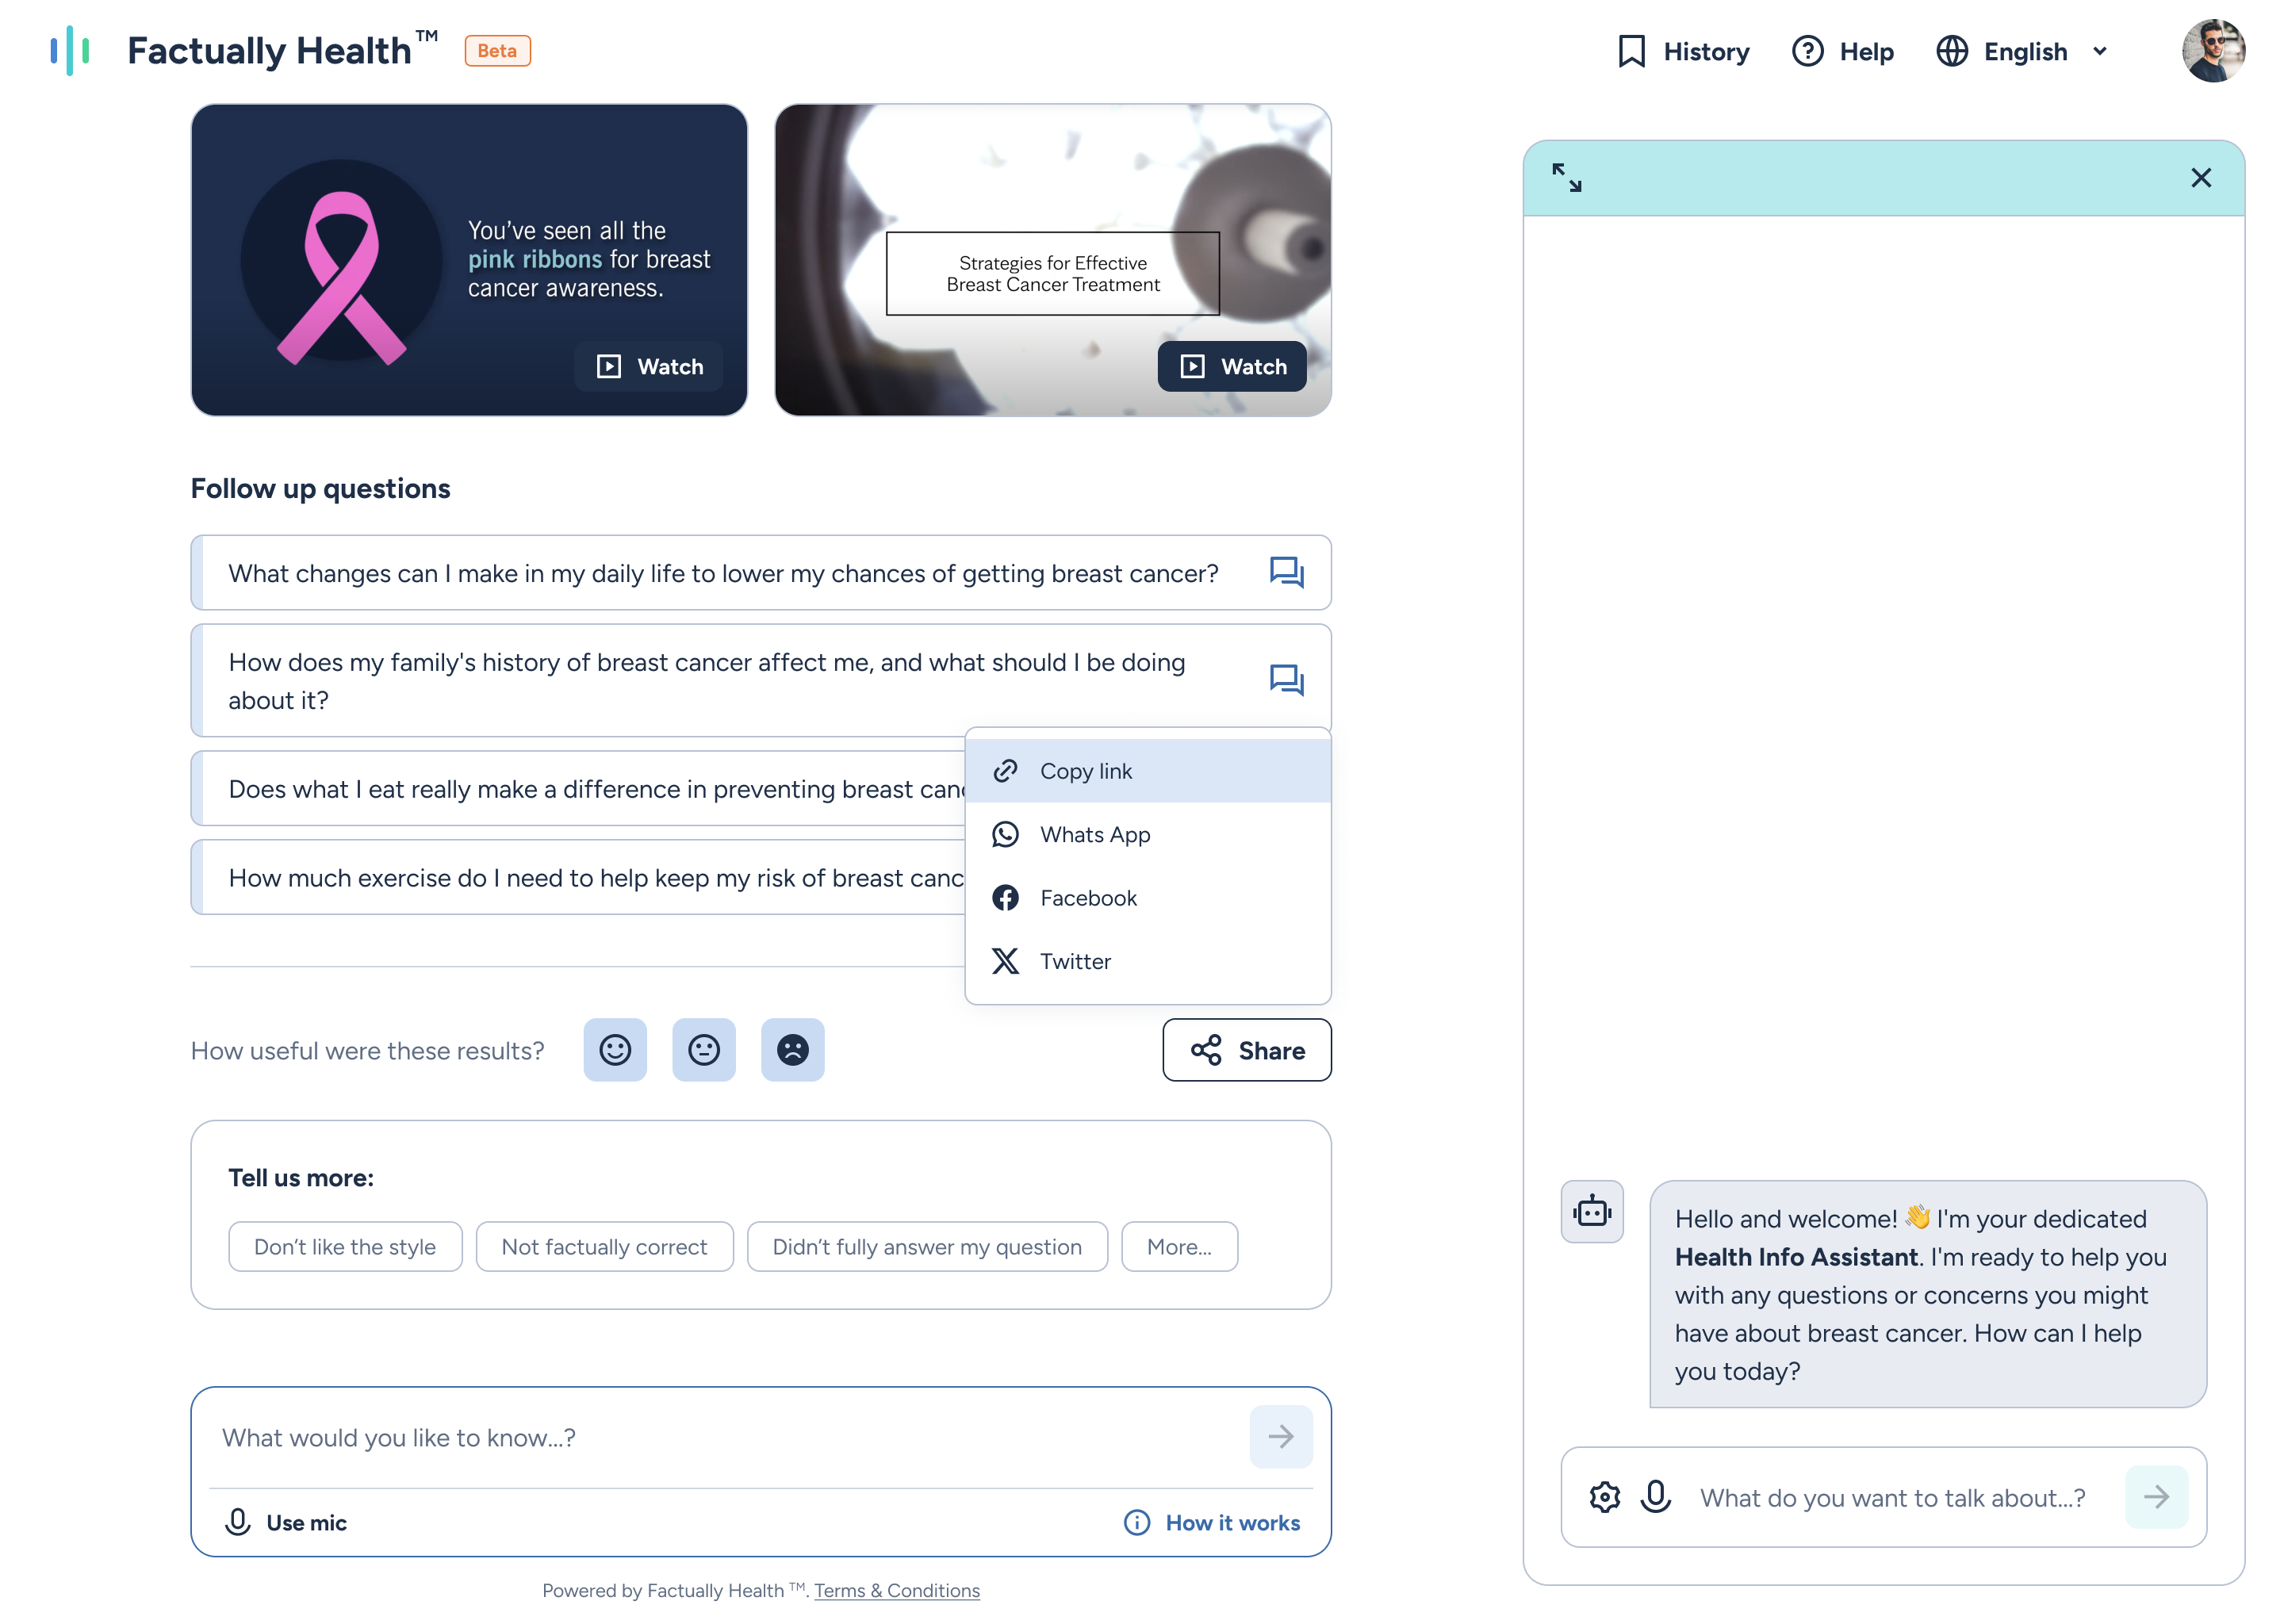 Factually Health™ Beta
History
Help
English
You've seen all the
pink ribbons for breast
cancer awareness.
Watch
Strategies for Effective
Breast Cancer Treatment
Watch
Follow up questions
What changes can I make in my daily life to lower my chances of getting breast cancer?
How does my family's history of breast cancer affect me, and what should I be doing
about it?
Does what I eat really make a difference in preventing breast
How much exercise do I need to help keep my risk of breast
Copy link
Whats App
Facebook
Twitter
How useful were these results?
Share
Tell us more:
Don't like the style
Not factually correct
Didn't fully answer my question
More...
What would you like to know...?
Use mic
How it works
Powered by Factually Health ™. Terms & Conditions
Hello and welcome! 👋 I'm your dedicated
Health Info Assistant. I'm ready to help you
with any questions or concerns you might
have about breast cancer. How can I help
you today?
What do you want to talk about...?